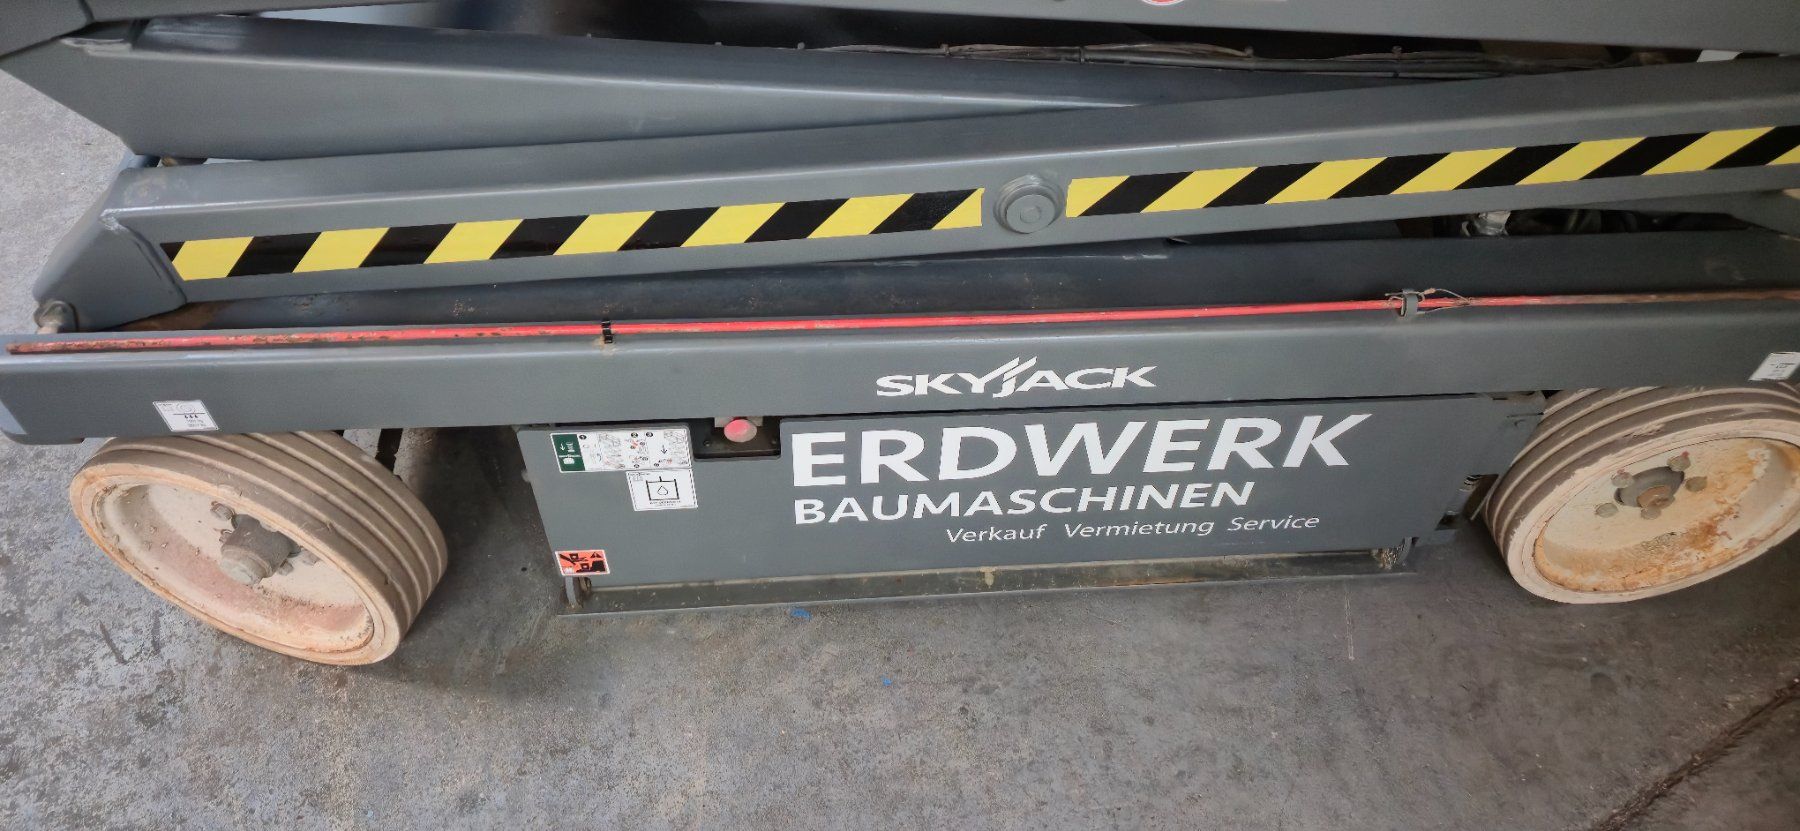 SKYJACK
ERDWERK
BAUMASCHINEN
Verkauf Vermietung Service